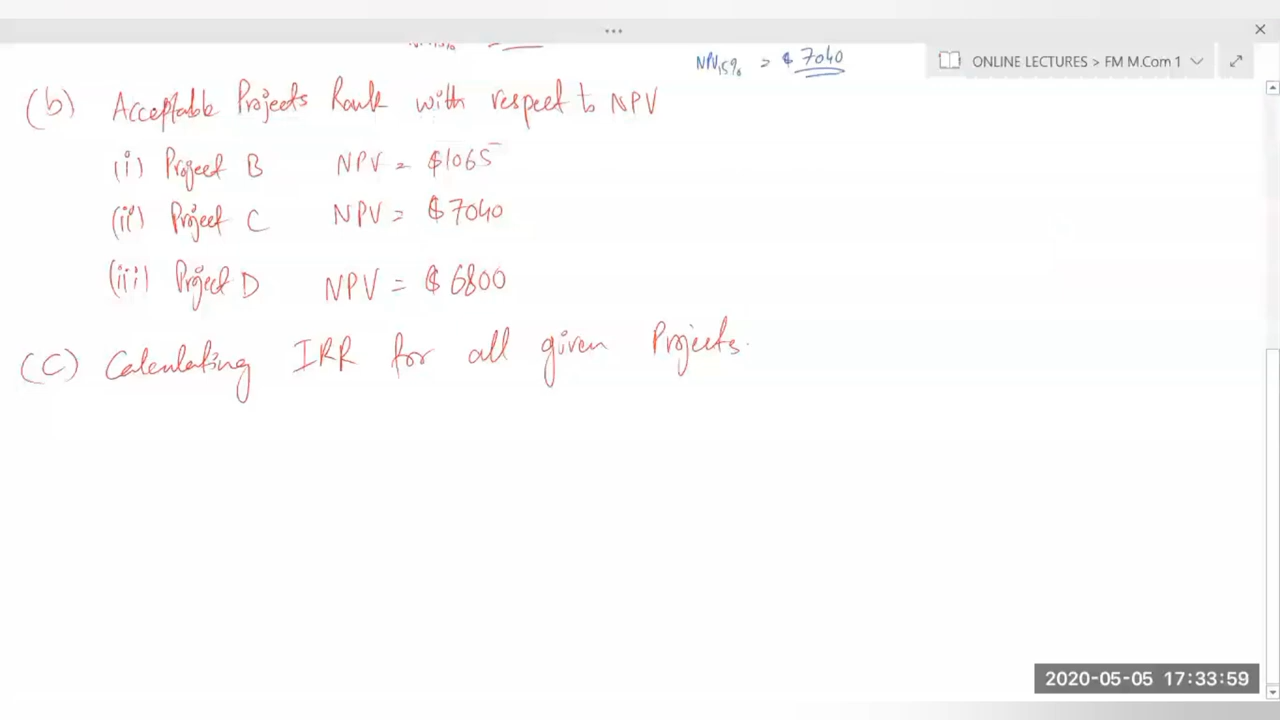 NPV15% = $ 7040
ONLINE LECTURES > FM M.Com 1
(b) Acceptable Projects Rank with respect to NPV
(i) Project B NPV = $1065
(ii) Project C NPV = $7040
(iii) Project D NPV = $6800
(C) Calculating IRR for all given Projects.
2020-05-05 17:33:59